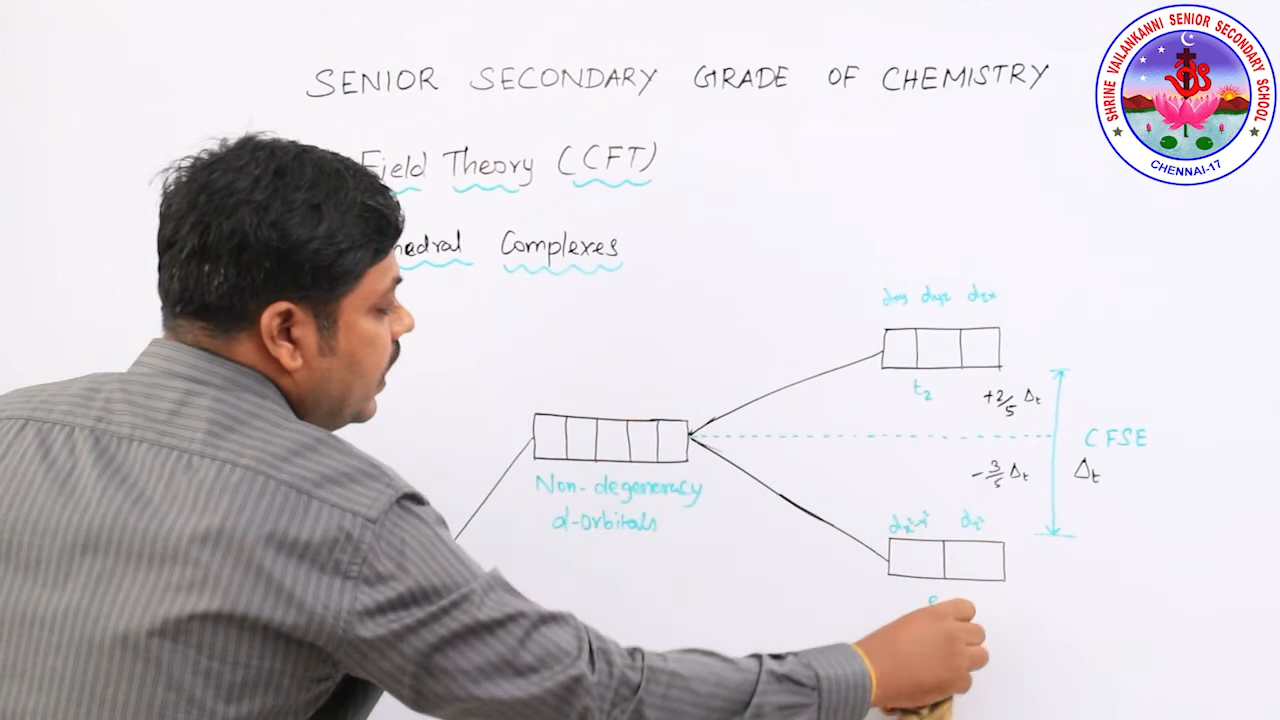 SENIOR SECONDARY GRADE OF CHEMISTRY
SHRINE VAILANKANNI SENIOR SECONDARY SCHOOL
CHENNAI-17
Field Theory (CFT)
hedral Complexes
dxy dyz dzx
t₂
+2/5 Δt
CFSE
-3/5 Δt
Δt
Non-degeneracy
d-orbitals
dx²-y² dz²
e